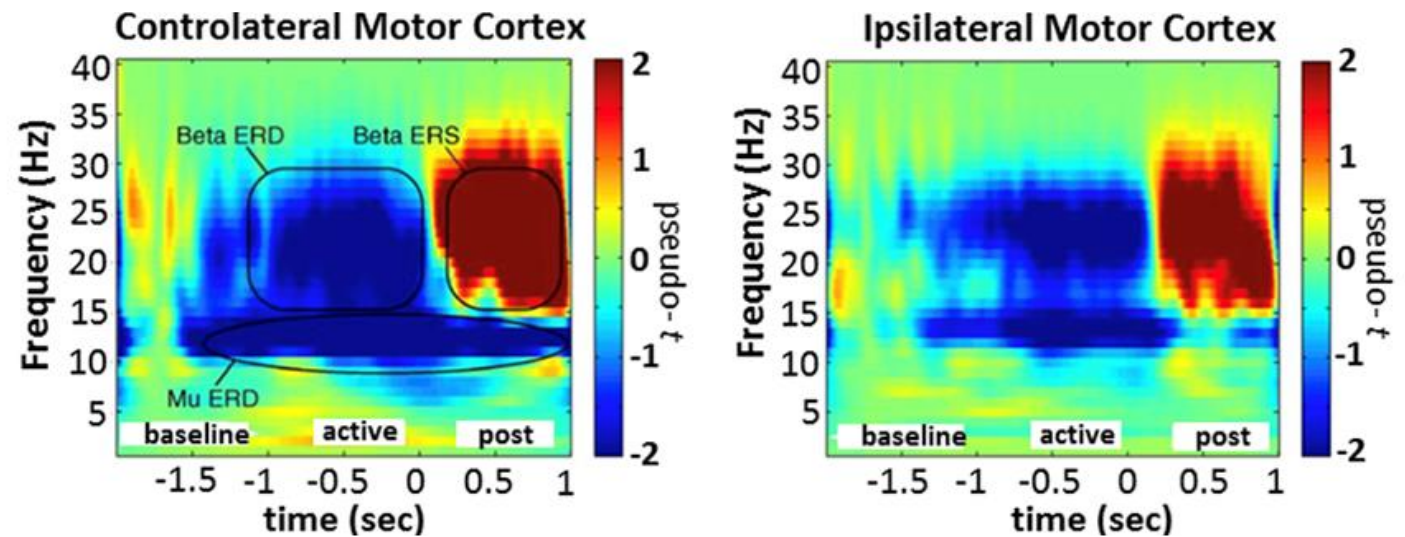 Controlateral Motor Cortex
Frequency (Hz)
40
35
30
25
20
15
10
5
Beta ERD
Beta ERS
Mu ERD
baseline
active
post
-1.5
-1
-0.5
0
0.5
1
time (sec)
2
1
0
-1
-2
pseudo-t
Ipsilateral Motor Cortex
Frequency (Hz)
40
35
30
25
20
15
10
5
baseline
active
post
-1.5
-1
-0.5
0
0.5
1
time (sec)
2
1
0
-1
-2
pseudo-t